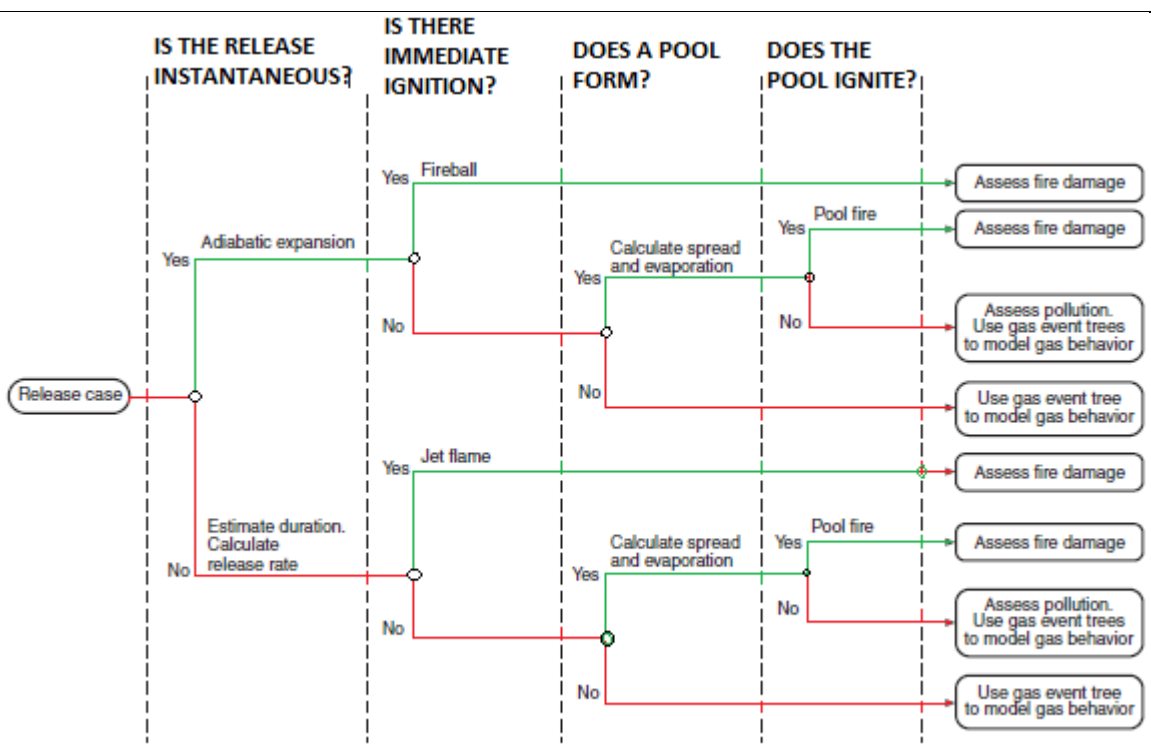 IS THE RELEASE
INSTANTANEOUS?
IS THERE
IMMEDIATE
IGNITION?
DOES A POOL
FORM?
DOES THE
POOL IGNITE?
Yes
Fireball
Assess fire damage
Pool fire
Yes
Assess fire damage
Adiabatic expansion
Yes
Calculate spread
and evaporation
Yes
No
No
Assess pollution.
Use gas event trees
to model gas behavior
Release case
No
Use gas event tree
to model gas behavior
Yes
Jet flame
Assess fire damage
Estimate duration.
Calculate
release rate
No
Pool fire
Yes
Assess fire damage
Calculate spread
and evaporation
Yes
No
No
Assess pollution.
Use gas event trees
to model gas behavior
No
Use gas event tree
to model gas behavior